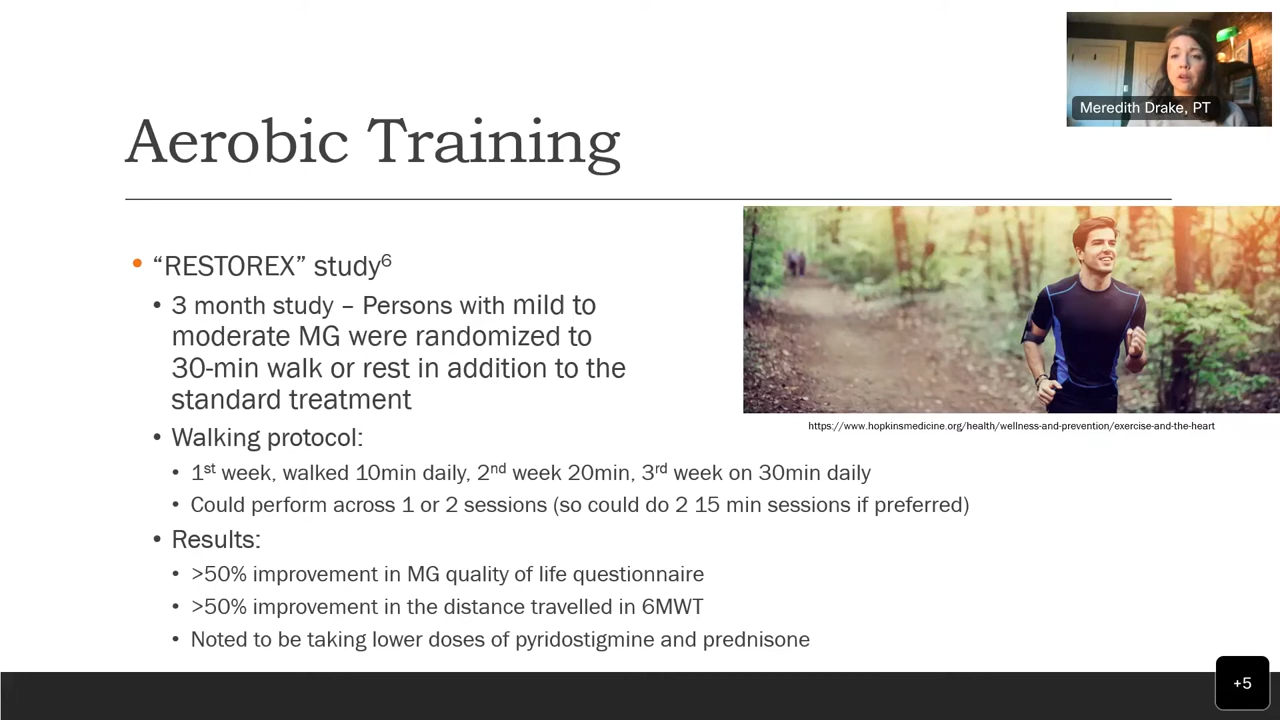 Meredith Drake, PT
Aerobic Training
• “RESTOREX” study⁶
• 3 month study – Persons with mild to
moderate MG were randomized to
30-min walk or rest in addition to the
standard treatment
https://www.hopkinsmedicine.org/health/wellness-and-prevention/exercise-and-the-heart
• Walking protocol:
• 1st week, walked 10min daily, 2nd week 20min, 3rd week on 30min daily
• Could perform across 1 or 2 sessions (so could do 2 15 min sessions if preferred)
• Results:
• >50% improvement in MG quality of life questionnaire
• >50% improvement in the distance travelled in 6MWT
• Noted to be taking lower doses of pyridostigmine and prednisone
+5